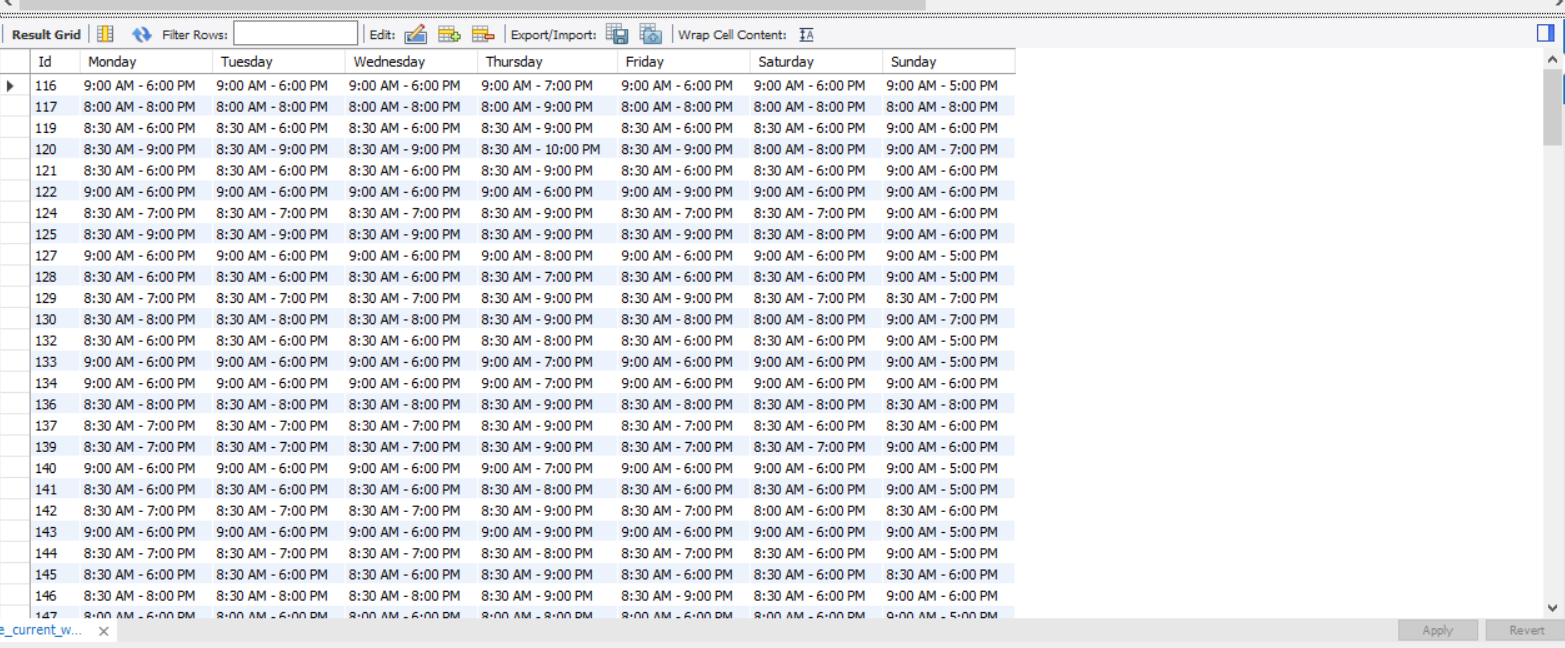 Result Grid Filter Rows: Edit: Export/Import: Wrap Cell Content: IA
Id Monday Tuesday Wednesday Thursday Friday Saturday Sunday
116 9:00 AM - 6:00 PM 9:00 AM - 6:00 PM 9:00 AM - 6:00 PM 9:00 AM - 7:00 PM 9:00 AM - 6:00 PM 9:00 AM - 6:00 PM 9:00 AM - 5:00 PM
117 8:00 AM - 8:00 PM 8:00 AM - 8:00 PM 8:00 AM - 8:00 PM 8:00 AM - 9:00 PM 8:00 AM - 8:00 PM 8:00 AM - 8:00 PM 8:00 AM - 8:00 PM
119 8:30 AM - 6:00 PM 8:30 AM - 6:00 PM 8:30 AM - 6:00 PM 8:30 AM - 9:00 PM 8:30 AM - 6:00 PM 8:30 AM - 6:00 PM 9:00 AM - 6:00 PM
120 8:30 AM - 9:00 PM 8:30 AM - 9:00 PM 8:30 AM - 9:00 PM 8:30 AM - 10:00 PM 8:30 AM - 9:00 PM 8:00 AM - 8:00 PM 9:00 AM - 7:00 PM
121 8:30 AM - 6:00 PM 8:30 AM - 6:00 PM 8:30 AM - 6:00 PM 8:30 AM - 9:00 PM 8:30 AM - 6:00 PM 8:30 AM - 6:00 PM 9:00 AM - 6:00 PM
122 9:00 AM - 6:00 PM 9:00 AM - 6:00 PM 9:00 AM - 6:00 PM 9:00 AM - 6:00 PM 9:00 AM - 9:00 PM 9:00 AM - 6:00 PM 9:00 AM - 6:00 PM
124 8:30 AM - 7:00 PM 8:30 AM - 7:00 PM 8:30 AM - 7:00 PM 8:30 AM - 9:00 PM 8:30 AM - 7:00 PM 8:30 AM - 7:00 PM 9:00 AM - 6:00 PM
125 8:30 AM - 9:00 PM 8:30 AM - 9:00 PM 8:30 AM - 9:00 PM 8:30 AM - 9:00 PM 8:30 AM - 9:00 PM 8:30 AM - 8:00 PM 9:00 AM - 6:00 PM
127 9:00 AM - 6:00 PM 9:00 AM - 6:00 PM 9:00 AM - 6:00 PM 9:00 AM - 8:00 PM 9:00 AM - 6:00 PM 9:00 AM - 6:00 PM 9:00 AM - 5:00 PM
128 8:30 AM - 6:00 PM 8:30 AM - 6:00 PM 8:30 AM - 6:00 PM 8:30 AM - 7:00 PM 8:30 AM - 6:00 PM 8:30 AM - 6:00 PM 9:00 AM - 5:00 PM
129 8:30 AM - 7:00 PM 8:30 AM - 7:00 PM 8:30 AM - 7:00 PM 8:30 AM - 9:00 PM 8:30 AM - 9:00 PM 8:30 AM - 7:00 PM 8:30 AM - 7:00 PM
130 8:30 AM - 8:00 PM 8:30 AM - 8:00 PM 8:30 AM - 8:00 PM 8:30 AM - 9:00 PM 8:30 AM - 8:00 PM 8:00 AM - 8:00 PM 9:00 AM - 7:00 PM
132 8:30 AM - 6:00 PM 8:30 AM - 6:00 PM 8:30 AM - 6:00 PM 8:30 AM - 8:00 PM 8:30 AM - 6:00 PM 8:30 AM - 6:00 PM 9:00 AM - 5:00 PM
133 9:00 AM - 6:00 PM 9:00 AM - 6:00 PM 9:00 AM - 6:00 PM 9:00 AM - 7:00 PM 9:00 AM - 6:00 PM 9:00 AM - 6:00 PM 9:00 AM - 5:00 PM
134 9:00 AM - 6:00 PM 9:00 AM - 6:00 PM 9:00 AM - 6:00 PM 9:00 AM - 7:00 PM 9:00 AM - 6:00 PM 9:00 AM - 6:00 PM 9:00 AM - 6:00 PM
136 8:30 AM - 8:00 PM 8:30 AM - 8:00 PM 8:30 AM - 8:00 PM 8:30 AM - 9:00 PM 8:30 AM - 8:00 PM 8:30 AM - 8:00 PM 8:30 AM - 8:00 PM
137 8:30 AM - 7:00 PM 8:30 AM - 7:00 PM 8:30 AM - 7:00 PM 8:30 AM - 9:00 PM 8:30 AM - 7:00 PM 8:30 AM - 6:00 PM 8:30 AM - 6:00 PM
139 8:30 AM - 7:00 PM 8:30 AM - 7:00 PM 8:30 AM - 7:00 PM 8:30 AM - 9:00 PM 8:30 AM - 7:00 PM 8:30 AM - 7:00 PM 9:00 AM - 6:00 PM
140 9:00 AM - 6:00 PM 9:00 AM - 6:00 PM 9:00 AM - 6:00 PM 9:00 AM - 7:00 PM 9:00 AM - 6:00 PM 9:00 AM - 6:00 PM 9:00 AM - 5:00 PM
141 8:30 AM - 6:00 PM 8:30 AM - 6:00 PM 8:30 AM - 6:00 PM 8:30 AM - 8:00 PM 8:30 AM - 6:00 PM 8:30 AM - 6:00 PM 9:00 AM - 5:00 PM
142 8:30 AM - 7:00 PM 8:30 AM - 7:00 PM 8:30 AM - 7:00 PM 8:30 AM - 9:00 PM 8:30 AM - 7:00 PM 8:00 AM - 6:00 PM 8:30 AM - 6:00 PM
143 9:00 AM - 6:00 PM 9:00 AM - 6:00 PM 9:00 AM - 6:00 PM 9:00 AM - 9:00 PM 9:00 AM - 6:00 PM 9:00 AM - 6:00 PM 9:00 AM - 5:00 PM
144 8:30 AM - 7:00 PM 8:30 AM - 7:00 PM 8:30 AM - 7:00 PM 8:30 AM - 8:00 PM 8:30 AM - 7:00 PM 8:30 AM - 6:00 PM 9:00 AM - 5:00 PM
145 8:30 AM - 6:00 PM 8:30 AM - 6:00 PM 8:30 AM - 6:00 PM 8:30 AM - 9:00 PM 8:30 AM - 6:00 PM 8:30 AM - 6:00 PM 8:30 AM - 6:00 PM
146 8:30 AM - 8:00 PM 8:30 AM - 8:00 PM 8:30 AM - 8:00 PM 8:30 AM - 9:00 PM 8:30 AM - 9:00 PM 8:30 AM - 6:00 PM 9:00 AM - 6:00 PM
147 8:00 AM - 6:00 PM 8:00 AM - 6:00 PM 8:00 AM - 6:00 PM 8:00 AM - 8:00 PM 8:00 AM - 6:00 PM 8:00 AM - 6:00 PM 9:00 AM - 5:00 PM
e_current_w... Apply Revert